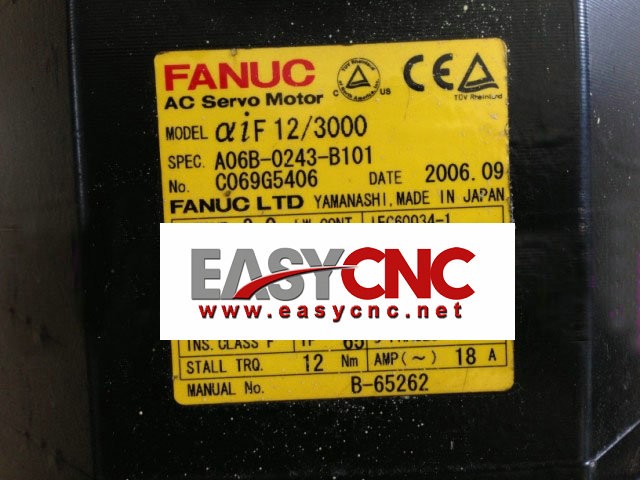 FANUC
AC Servo Motor
TÜV Rheinland
C US
CE
TÜV Rheinland
MODEL αiF 12/3000
SPEC. A06B-0243-B101
No. C069G5406 DATE 2006.09
FANUC LTD YAMANASHI, MADE IN JAPAN
IEC60034-1
EASYCNC
www.easycnc.net
INS. CLASS F IP 65
STALL TRQ. 12 Nm AMP(~) 18 A
MANUAL No. B-65262